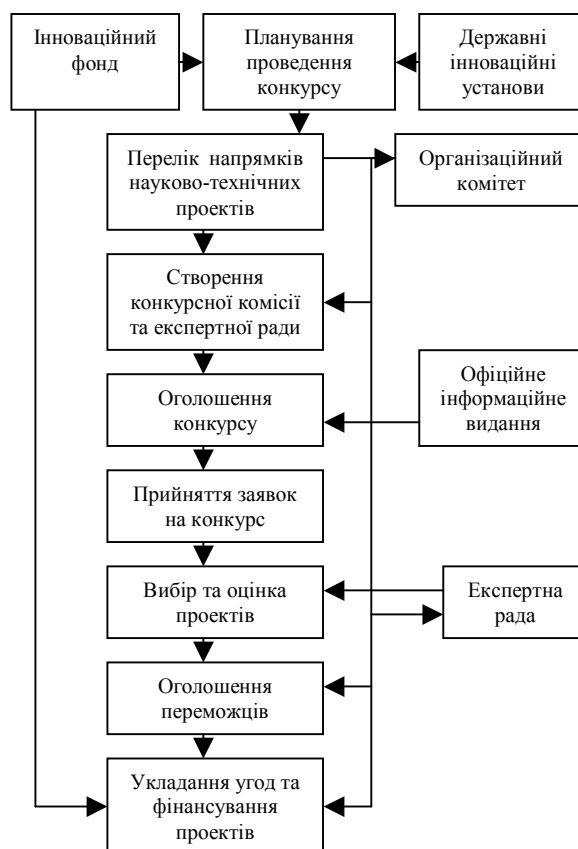 Інноваційний
фонд
Планування
проведення
конкурсу
Державні
інноваційні
установи
Перелік напрямків
науково-технічних
проектів
Організаційний
комітет
Створення
конкурсної комісії
та експертної ради
Оголошення
конкурсу
Офіційне
інформаційне
видання
Прийняття заявок
на конкурс
Вибір та оцінка
проектів
Експертна
рада
Оголошення
переможців
Укладання угод та
фінансування
проектів